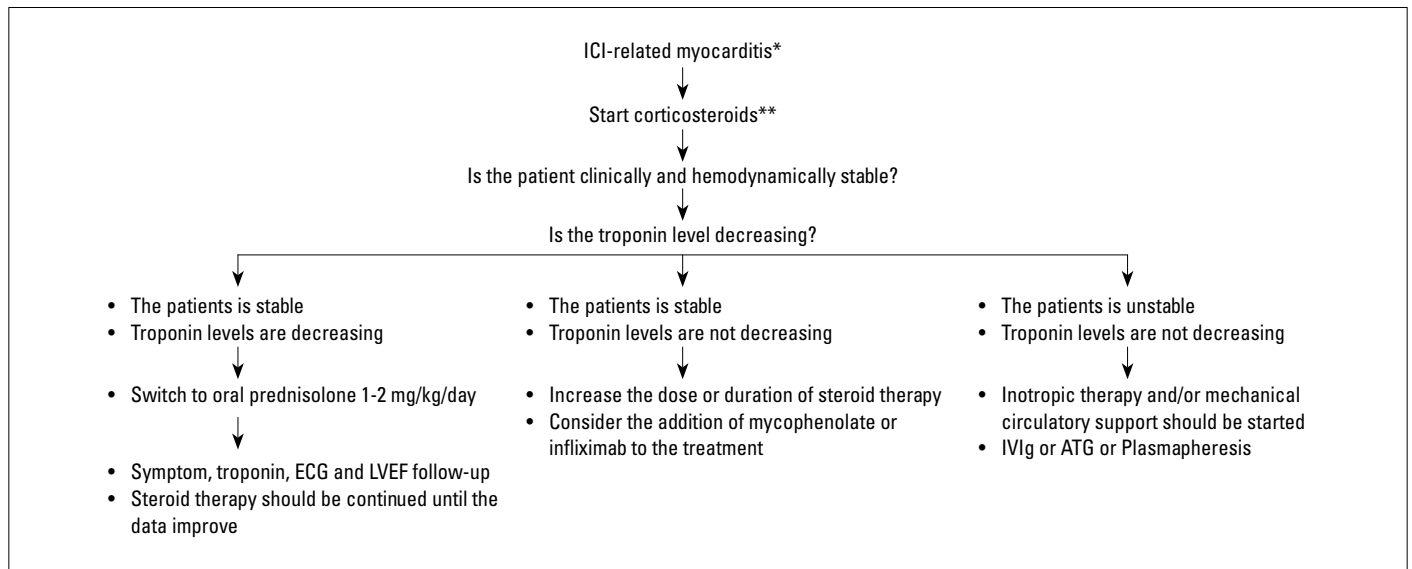 ICI-related myocarditis*
Start corticosteroids**
Is the patient clinically and hemodynamically stable?
Is the troponin level decreasing?
• The patients is stable
• Troponin levels are decreasing
• Switch to oral prednisolone 1-2 mg/kg/day
• Symptom, troponin, ECG and LVEF follow-up
• Steroid therapy should be continued until the
data improve
• The patients is stable
• Troponin levels are not decreasing
• Increase the dose or duration of steroid therapy
• Consider the addition of mycophenolate or
infliximab to the treatment
• The patients is unstable
• Troponin levels are not decreasing
• Inotropic therapy and/or mechanical
circulatory support should be started
• IVIg or ATG or Plasmapheresis